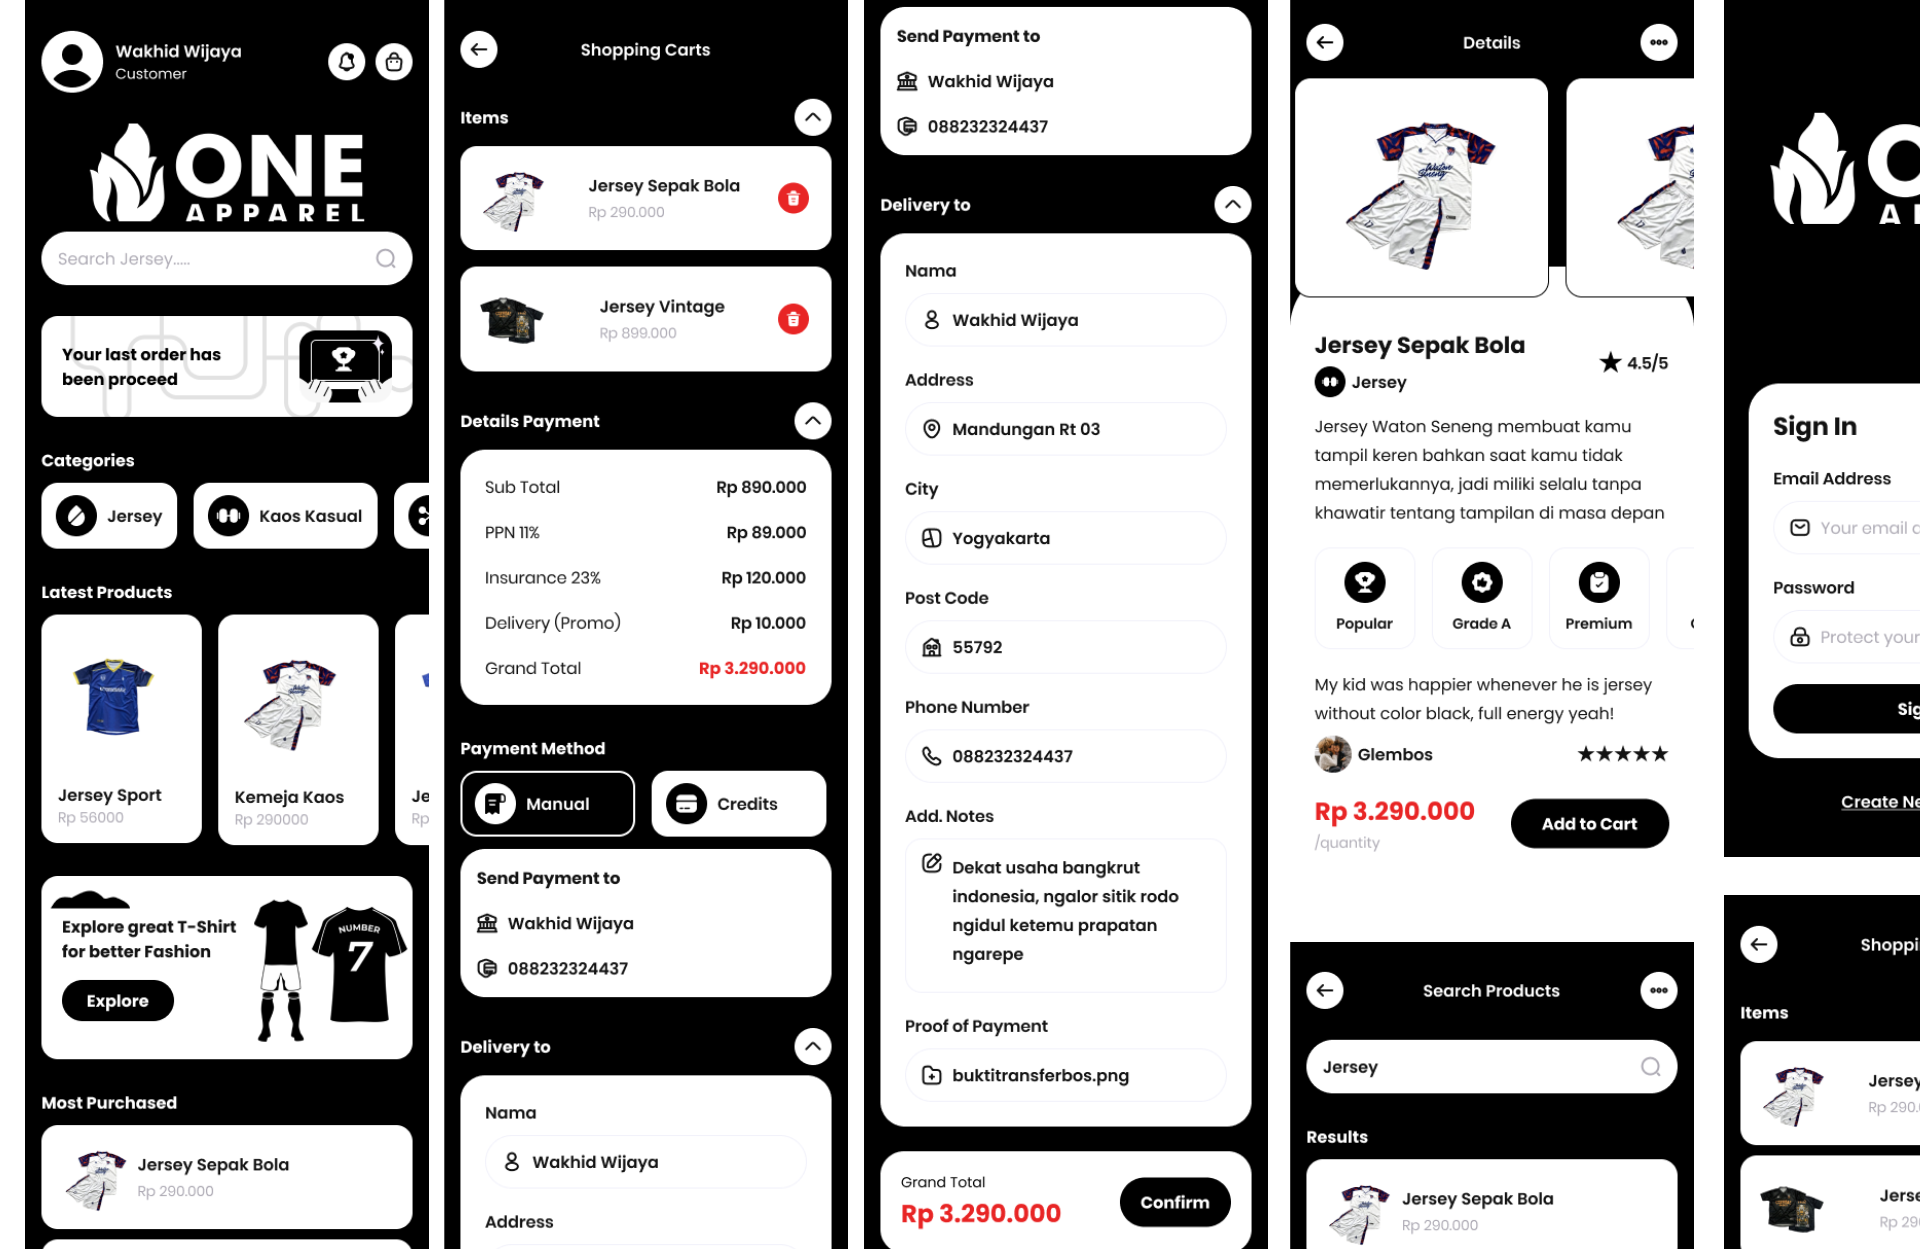 Wakhid Wijaya
Customer
ONE
APPAREL
Search Jersey.....
Your last order has
been proceed
Categories
Jersey
Kaos Kasual
Latest Products
Jersey Sport
Rp 56000
Kemeja Kaos
Rp 290000
Je
Rp
Explore great T-Shirt
for better Fashion
Explore
NUMBER
7
Most Purchased
Jersey Sepak Bola
Rp 290.000
Shopping Carts
Items
Jersey Sepak Bola
Rp 290.000
Jersey Vintage
Rp 899.000
Details Payment
Sub Total Rp 890.000
PPN 11% Rp 89.000
Insurance 23% Rp 120.000
Delivery (Promo) Rp 10.000
Grand Total Rp 3.290.000
Payment Method
Manual
Credits
Send Payment to
Wakhid Wijaya
088232324437
Delivery to
Nama
Wakhid Wijaya
Address
Send Payment to
Wakhid Wijaya
088232324437
Delivery to
Nama
Wakhid Wijaya
Address
Mandungan Rt 03
City
Yogyakarta
Post Code
55792
Phone Number
088232324437
Add. Notes
Dekat usaha bangkrut
indonesia, ngalor sitik rodo
ngidul ketemu prapatan
ngarepe
Proof of Payment
buktitransferbos.png
Grand Total
Rp 3.290.000
Confirm
Details
Waton
Seneng
Jersey Sepak Bola
4.5/5
Jersey
Jersey Waton Seneng membuat kamu
tampil keren bahkan saat kamu tidak
memerlukannya, jadi miliki selalu tanpa
khawatir tentang tampilan di masa depan
Popular
Grade A
Premium
My kid was happier whenever he is jersey
without color black, full energy yeah!
Glembos
Rp 3.290.000
/quantity
Add to Cart
Search Products
Jersey
Results
Jersey Sepak Bola
Rp 290.000
O
A
Sign In
Email Address
Your email a
Password
Protect your
Sig
Create Ne
Shoppi
Items
Jersey
Rp 290.
Jerse
Rp 29